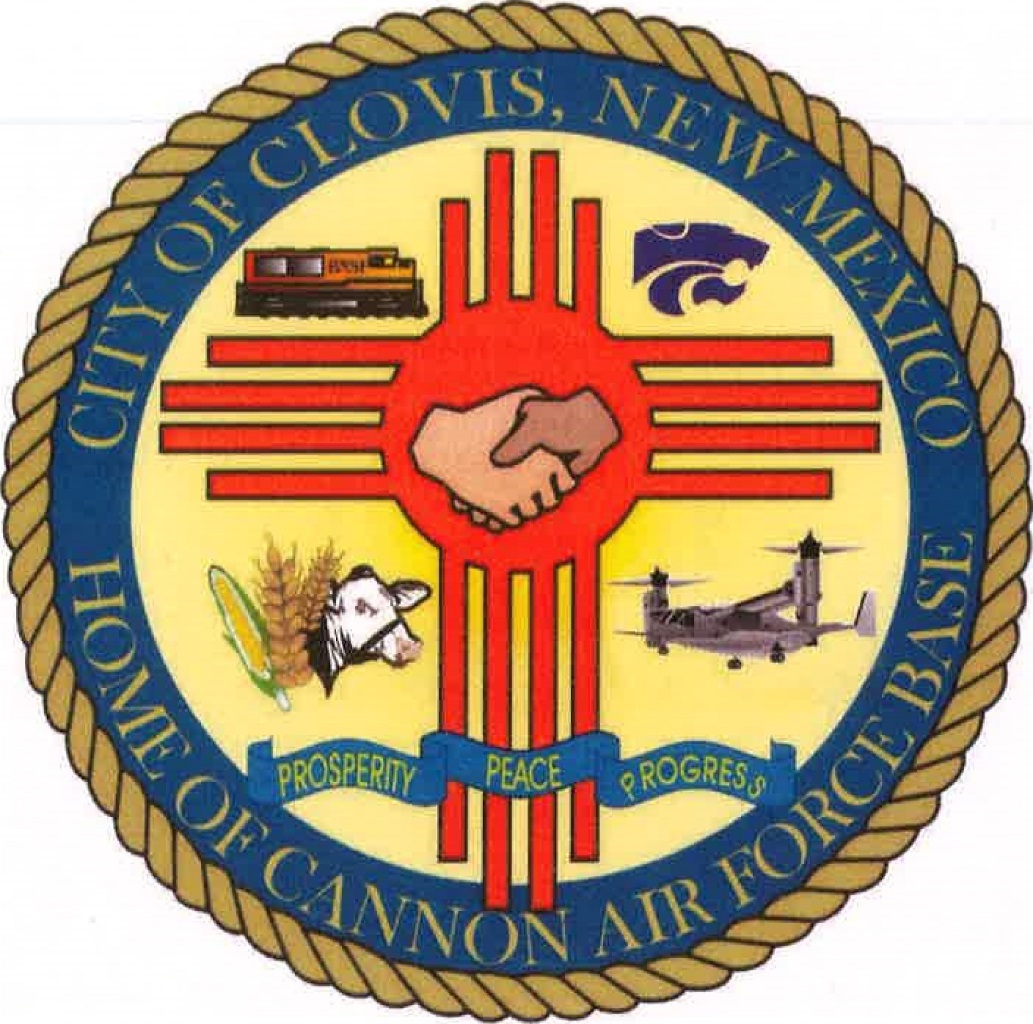 CITY OF CLOVIS, NEW MEXICO
BNSF
PROSPERITY PEACE PROGRESS
HOME OF CANNON AIR FORCE BASE